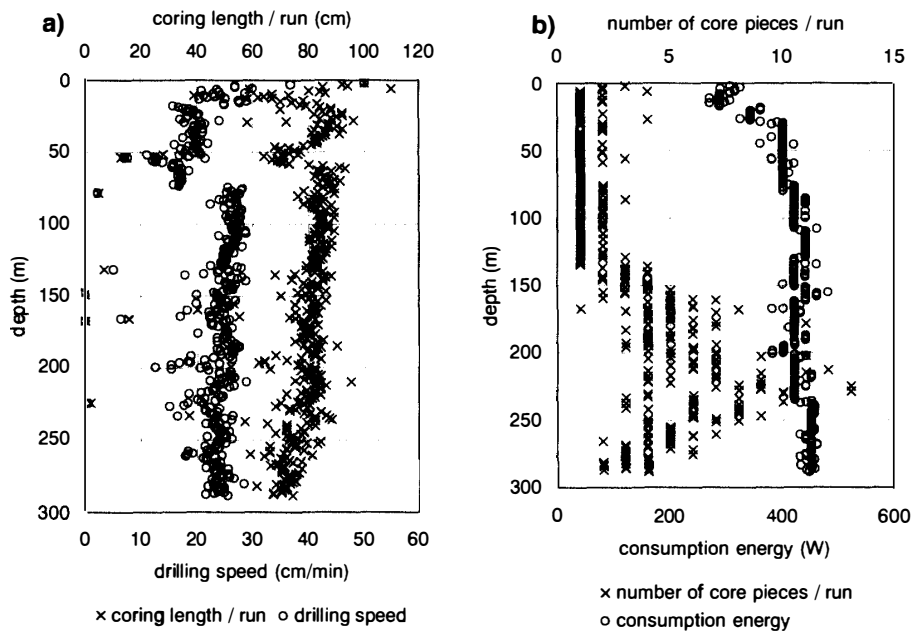 a)
coring length / run (cm)
0 20 40 60 80 100 120
0
50
100
150
200
250
300
depth (m)
0 10 20 30 40 50 60
drilling speed (cm/min)
× coring length / run ○ drilling speed
b)
number of core pieces / run
0 5 10 15
0
50
100
150
200
250
300
depth (m)
0 200 400 600
consumption energy (W)
× number of core pieces / run
○ consumption energy